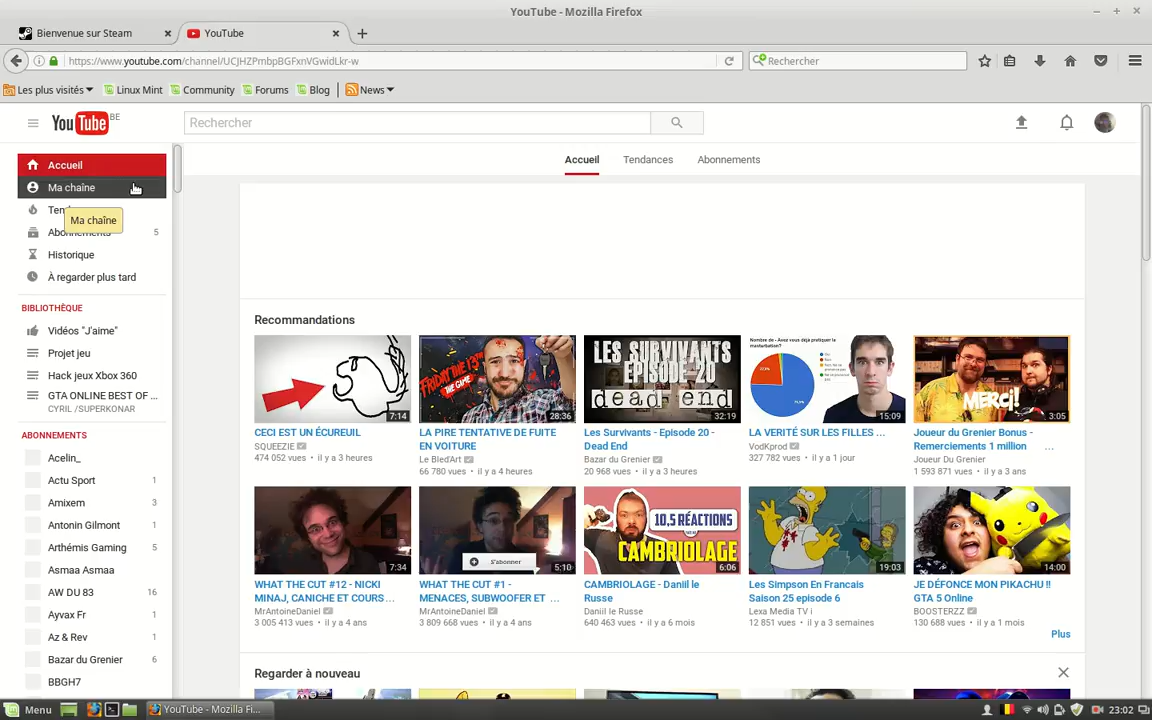 YouTube - Mozilla Firefox
Bienvenue sur Steam
YouTube
https://www.youtube.com/channel/UCJHZPmbpBGFxnVGwidLkr-w
Rechercher
Les plus visités
Linux Mint
Community
Forums
Blog
News
YouTube BE
Rechercher
Accueil
Ma chaîne
Ma chaîne
Abonnements 5
Historique
À regarder plus tard
BIBLIOTHÈQUE
Vidéos "J'aime"
Projet jeu
Hack jeux Xbox 360
GTA ONLINE BEST OF ...
CYRIL /SUPERKONAR
ABONNEMENTS
Acelin_
Actu Sport 1
Amixem 3
Antonin Gilmont 1
Arthémis Gaming 5
Asmaa Asmaa
AW DU 83 16
Ayvax Fr 1
Az & Rev 1
Bazar du Grenier 6
BBGH7
Accueil
Tendances
Abonnements
Recommandations
7:14
CECI EST UN ÉCUREUIL
SQUEEZIE
474 052 vues • il y a 3 heures
FRIDAY THE 13TH
THE GAME
28:36
LA PIRE TENTATIVE DE FUITE
EN VOITURE
Le Bled'Art
66 780 vues • il y a 4 heures
LES SURVIVANTS
EPISODE 20
dead end
32:19
Les Survivants - Episode 20 -
Dead End
Bazar du Grenier
20 968 vues • il y a 3 heures
15:09
LA VERITÉ SUR LES FILLES ...
VodKprod
327 782 vues • il y a 1 jour
MERCI!
3:05
Joueur du Grenier Bonus -
Remerciements 1 million ...
Joueur Du Grenier
1 593 871 vues • il y a 3 ans
7:34
WHAT THE CUT #12 - NICKI
MINAJ, CANICHE ET COURS ...
MrAntoineDaniel
3 005 413 vues • il y a 4 ans
S'abonner
5:10
WHAT THE CUT #1 -
MENACES, SUBWOOFER ET ...
MrAntoineDaniel
3 809 668 vues • il y a 4 ans
10,5 RÉACTIONS
CAMBRIOLAGE
6:06
CAMBRIOLAGE - Daniil le
Russe
Daniil le Russe
640 463 vues • il y a 6 mois
19:03
Les Simpson En Francais
Saison 25 episode 6
Lexa Media TV i
12 851 vues • il y a 3 semaines
14:00
JE DÉFONCE MON PIKACHU !!
GTA 5 Online
BOOSTERZZ
130 688 vues • il y a 1 mois
Plus
Regarder à nouveau
Menu
YouTube - Mozilla Fi...
23:02